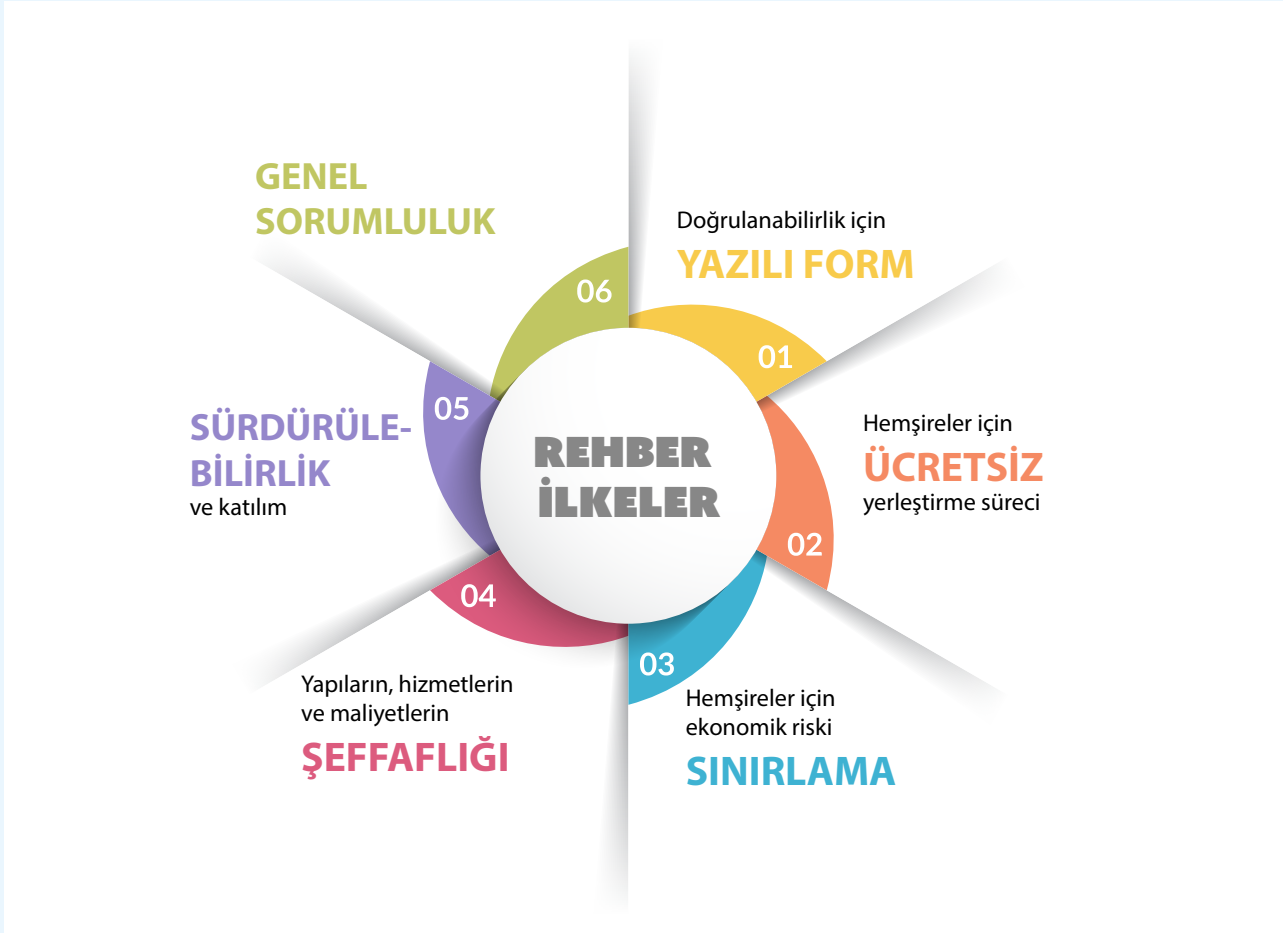 REHBER
İLKELER
01
Doğrulanabilirlik için
YAZILI FORM
02
Hemşireler için
ÜCRETSİZ
yerleştirme süreci
03
Hemşireler için
ekonomik riski
SINIRLAMA
04
Yapıların, hizmetlerin
ve maliyetlerin
ŞEFFAFLIĞI
05
SÜRDÜRÜLE-
BİLİRLİK
ve katılım
06
GENEL
SORUMLULUK